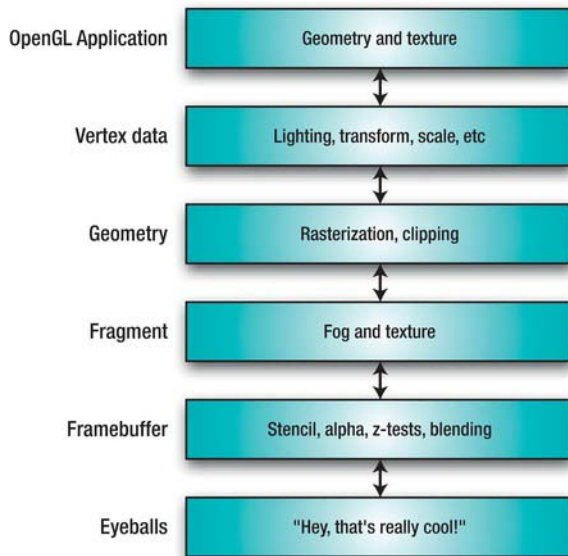 OpenGL Application
Geometry and texture
Vertex data
Lighting, transform, scale, etc
Geometry
Rasterization, clipping
Fragment
Fog and texture
Framebuffer
Stencil, alpha, z-tests, blending
Eyeballs
"Hey, that's really cool!"